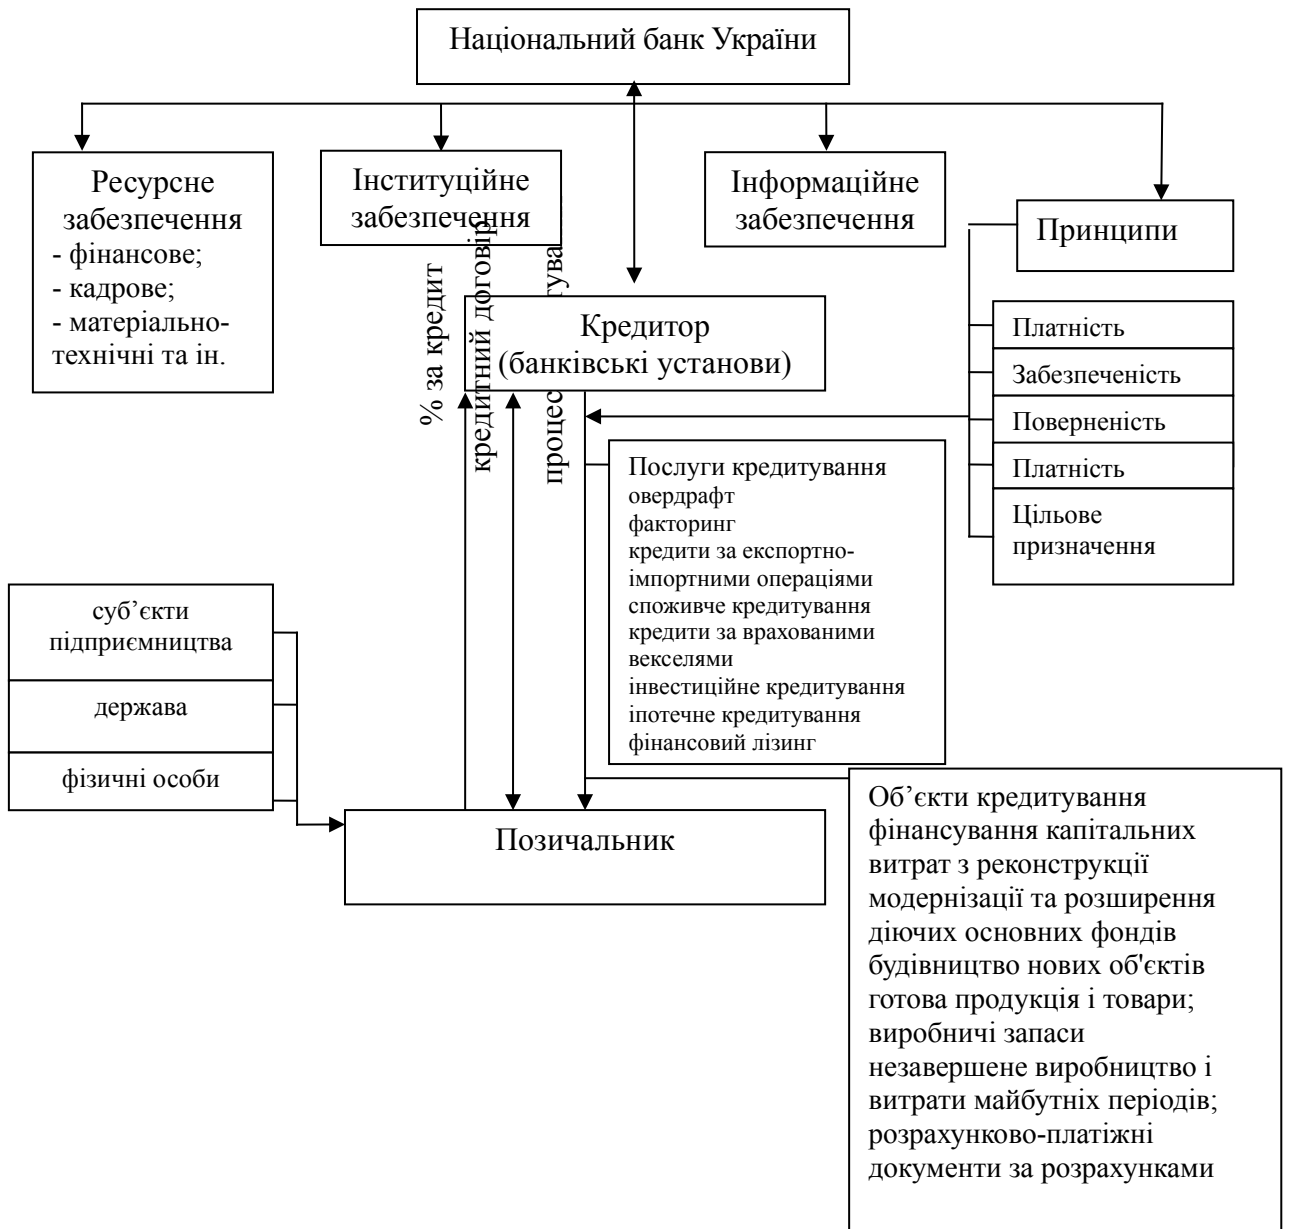 Національний банк України
Ресурсне
забезпечення
- фінансове;
- кадрове;
- матеріально-
технічні та ін.
Інституційне
забезпечення
Інформаційне
забезпечення
Принципи
Платність
Забезпеченість
Поверненість
Платність
Цільове
призначення
% за кредит
кредитний договір
процес
Кредитор
(банківські установи)
Послуги кредитування
овердрафт
факторинг
кредити за експортно-
імпортними операціями
споживче кредитування
кредити за врахованими
векселями
інвестиційне кредитування
іпотечне кредитування
фінансовий лізинг
суб’єкти
підприємництва
держава
фізичні особи
Позичальник
Об’єкти кредитування
фінансування капітальних
витрат з реконструкції
модернізації та розширення
діючих основних фондів
будівництво нових об'єктів
готова продукція і товари;
виробничі запаси
незавершене виробництво і
витрати майбутніх періодів;
розрахунково-платіжні
документи за розрахунками